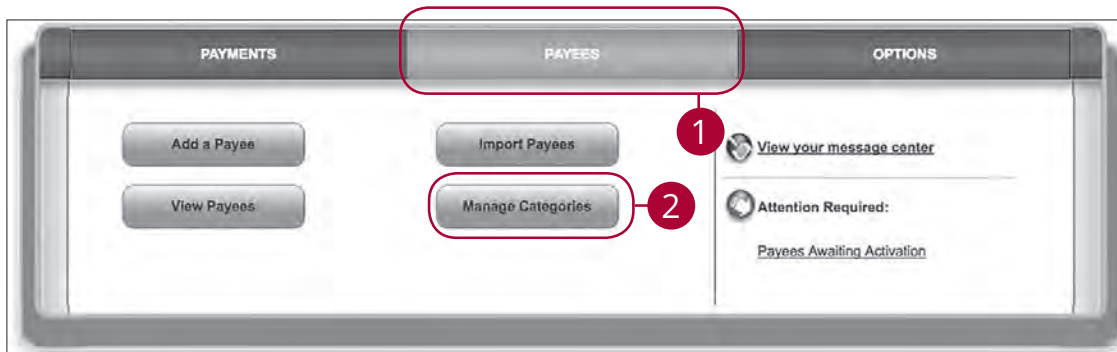 PAYMENTS
PAYEES
OPTIONS
1
Add a Payee
Import Payees
View your message center
View Payees
Manage Categories
2
Attention Required:
Payees Awaiting Activation